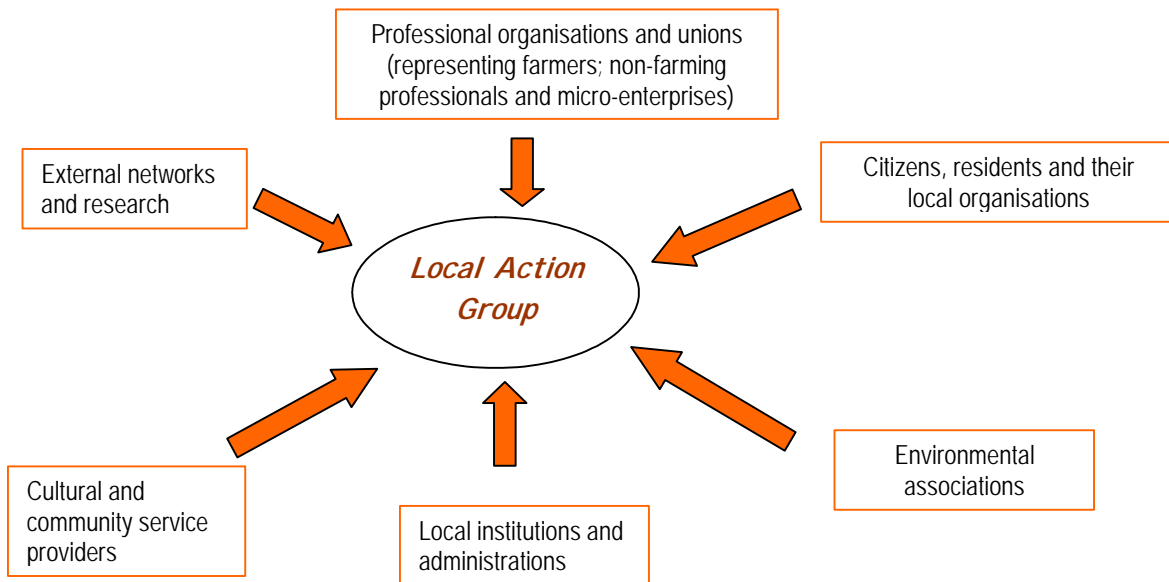 Professional organisations and unions
(representing farmers; non-farming
professionals and micro-enterprises)
External networks
and research
Citizens, residents and their
local organisations
Local Action
Group
Cultural and
community service
providers
Local institutions and
administrations
Environmental
associations